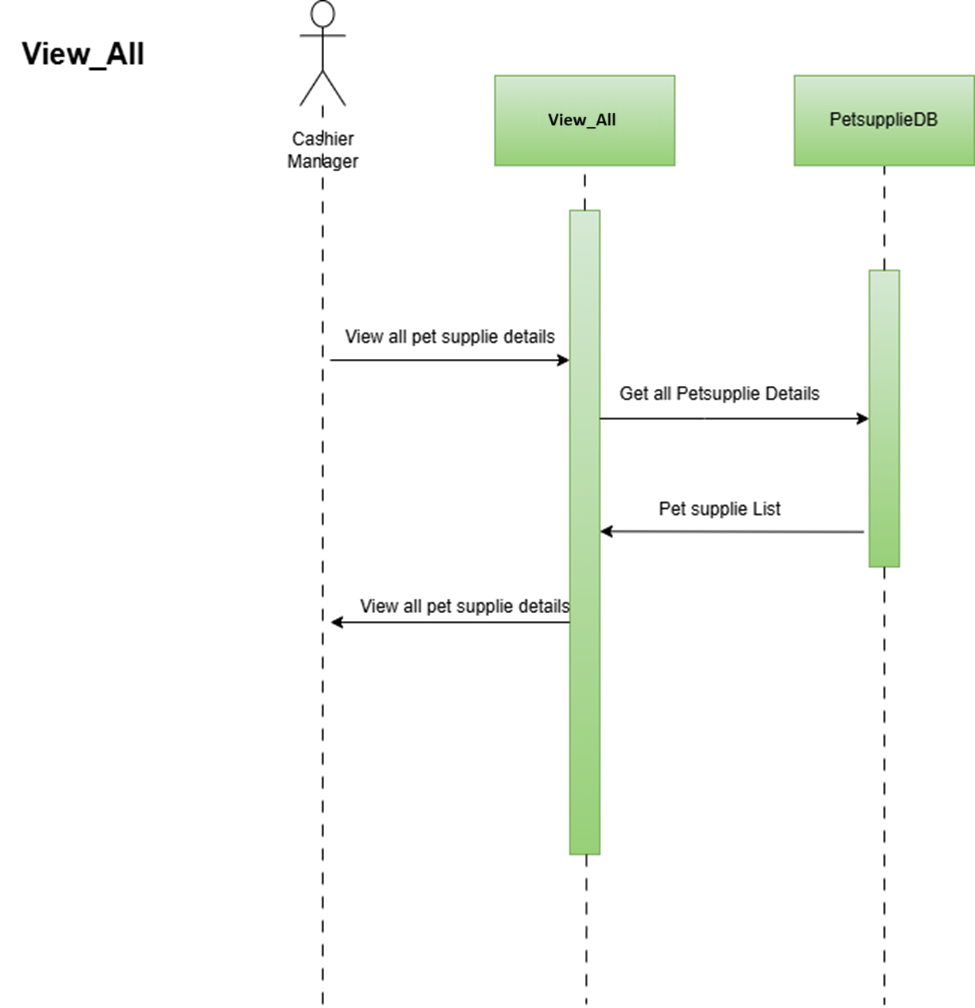 View_All
Cashier
Manager
View_All
PetsupplieDB
View all pet supplie details
Get all Petsupplie Details
Pet supplie List
View all pet supplie details